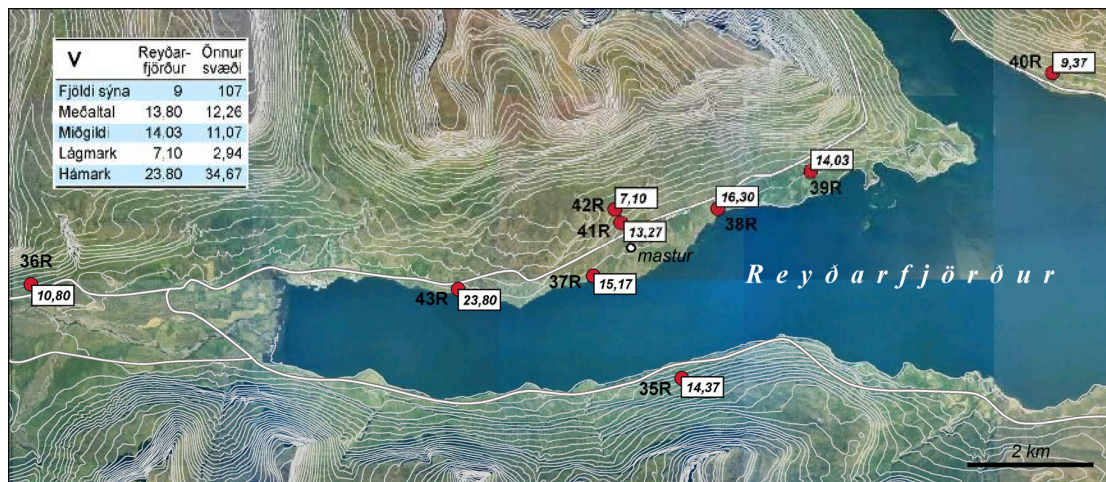 V Reyðar- Önnur
fjörður svæði
Fjöldi sýna 9 107
Meðaltal 13,80 12,26
Miðgildi 14,03 11,07
Lágmark 7,10 2,94
Hámark 23,80 34,67
40R 9,37
14,03
39R
42R 7,10
16,30
38R
41R 13,27
mastur
36R
10,80
37R 15,17
43R 23,80
Reyðarfjörður
35R 14,37
2 km